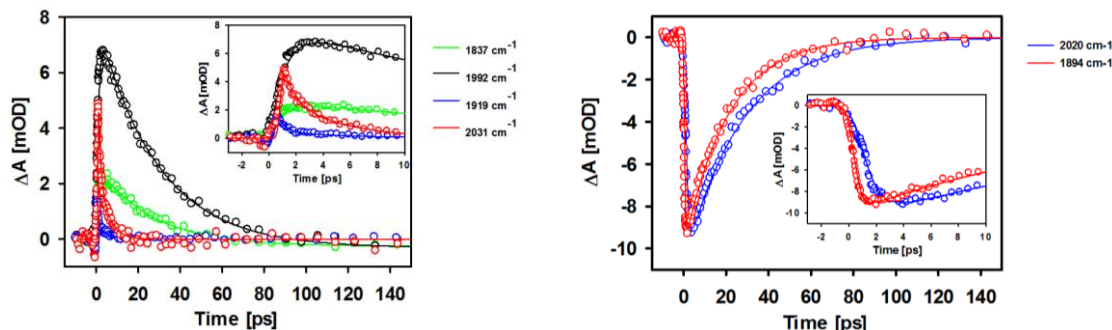 8
6
4
2
0
ΔA [mOD]
0 20 40 60 80 100 120 140
Time [ps]
8
6
4
2
0
ΔA [mOD]
-2 0 2 4 6 8 10
Time [ps]
1837 cm⁻¹
1992 cm⁻¹
1919 cm⁻¹
2031 cm⁻¹
0
-2
-4
-6
-8
-10
ΔA [mOD]
0 20 40 60 80 100 120 140
Time [ps]
0
-2
-4
-6
-8
-10
ΔA [mOD]
-2 0 2 4 6 8 10
Time [ps]
2020 cm-1
1894 cm-1